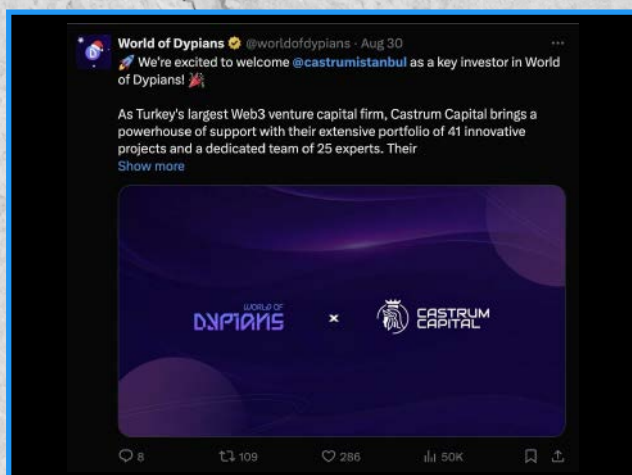 World of Dypians @worldofdypians · Aug 30
🚀 We're excited to welcome @castrumistanbul as a key investor in World
of Dypians! 🎉
As Turkey's largest Web3 venture capital firm, Castrum Capital brings a
powerhouse of support with their extensive portfolio of 41 innovative
projects and a dedicated team of 25 experts. Their
Show more
WORLD OF
DYPIANS
x
CASTRUM
CAPITAL
8 109 286 50K